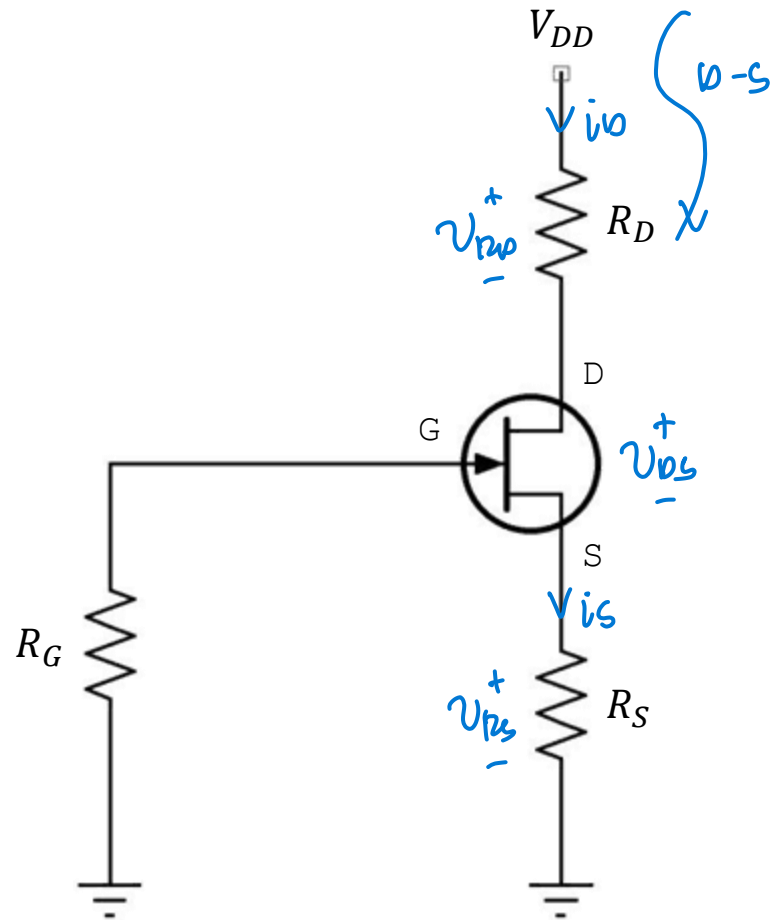 V_DD
D-S
i_D
+
v_RD
R_D
-
D
G
+
v_DS
-
S
i_S
R_G
+
v_RS
R_S
-